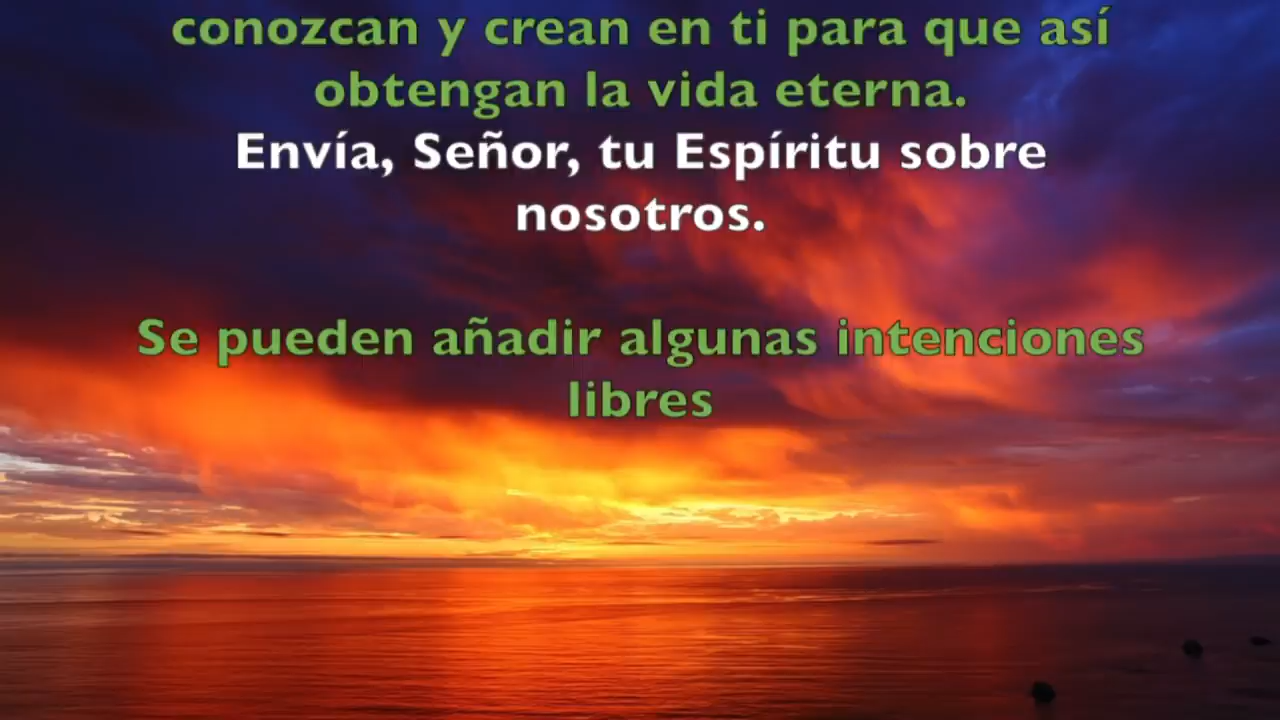 conozcan y crean en ti para que así
obtengan la vida eterna.
Envía, Señor, tu Espíritu sobre
nosotros.
Se pueden añadir algunas intenciones
libres